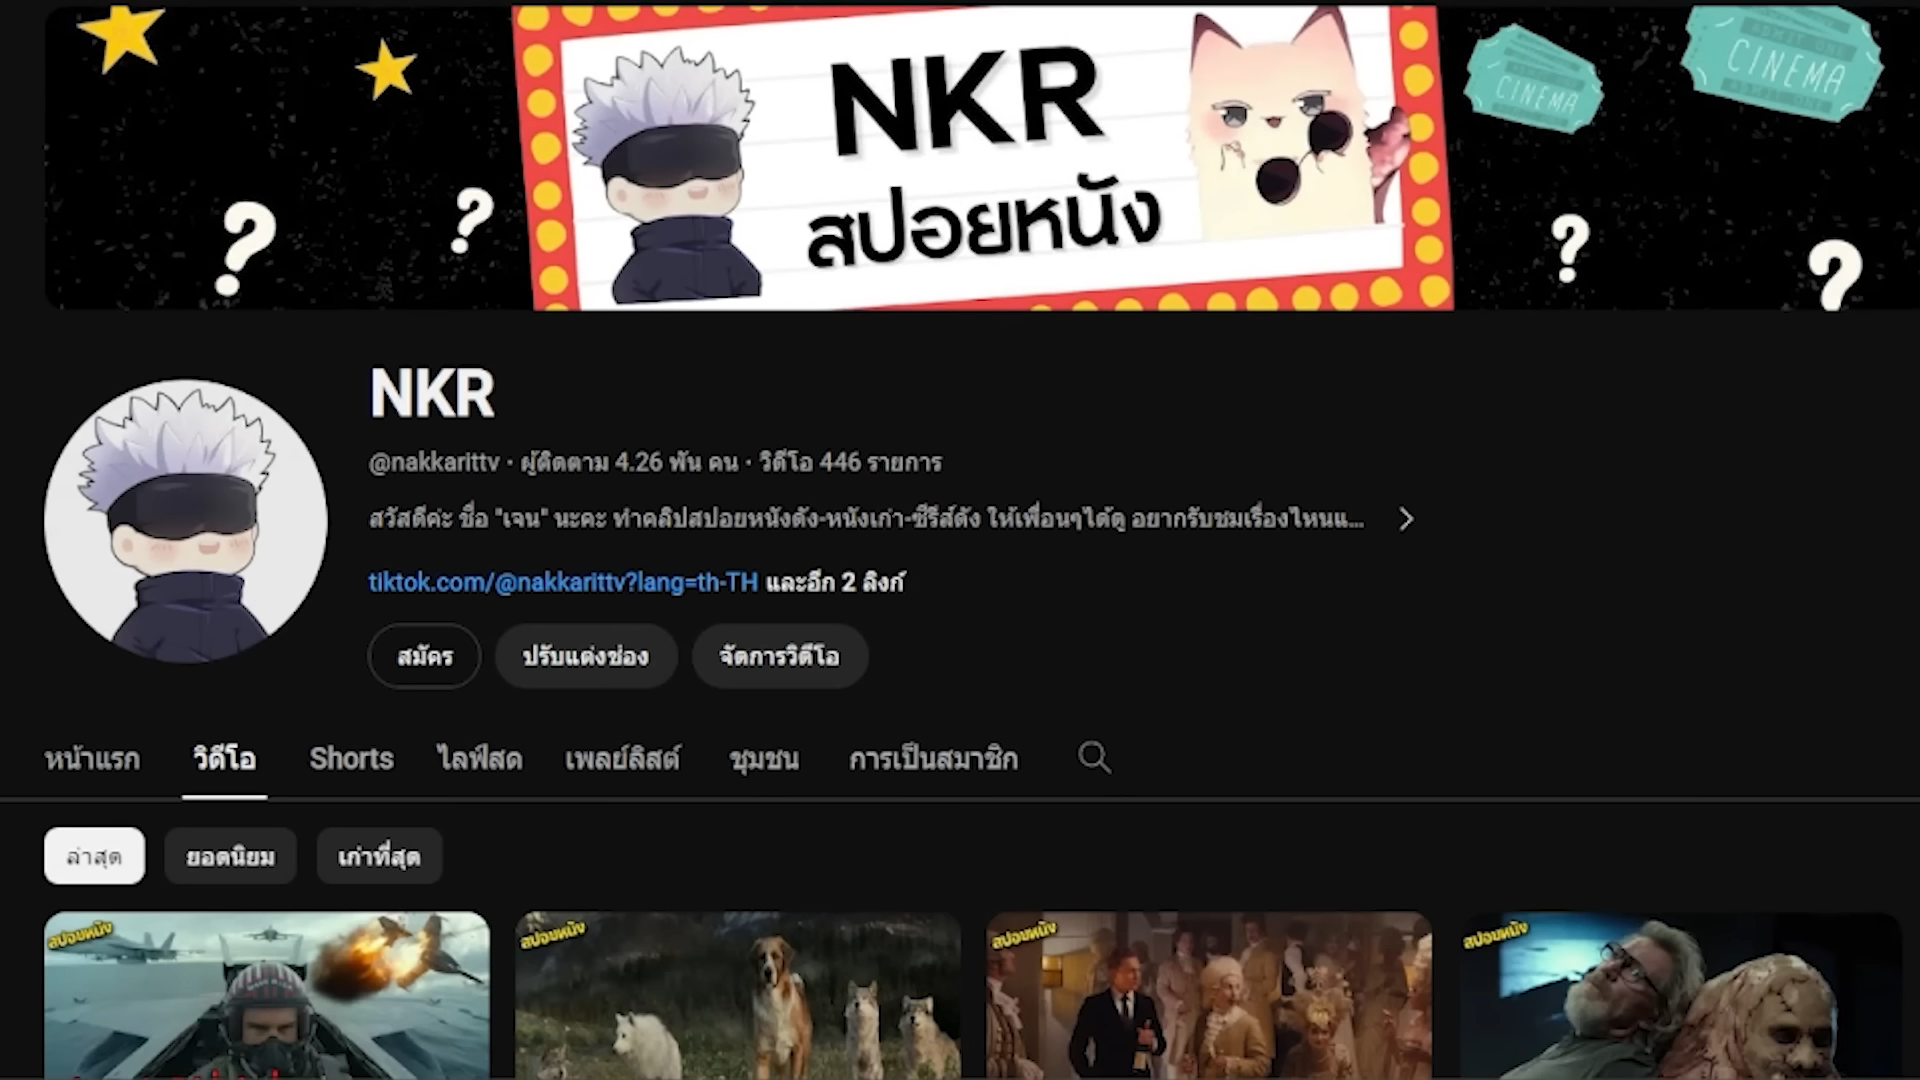 NKR
สปอยหนัง
CINEMA
CINEMA
NKR
@nakkarittv · ผู้ติดตาม 4.26 พัน คน · วิดีโอ 446 รายการ
สวัสดีค่ะ ชื่อ "เจน" นะคะ ทำคลิปสปอยหนังดัง-หนังเก่า-ซีรีส์ดัง ให้เพื่อนๆได้ดู อยากรับชมเรื่องไหนแ...
tiktok.com/@nakkarittv?lang=th-TH และอีก 2 ลิงก์
สมัคร ปรับแต่งช่อง จัดการวิดีโอ
หน้าแรก วิดีโอ Shorts ไลฟ์สด เพลย์ลิสต์ ชุมชน การเป็นสมาชิก
ล่าสุด ยอดนิยม เก่าที่สุด
สปอยหนัง สปอยหนัง สปอยหนัง สปอยหนัง